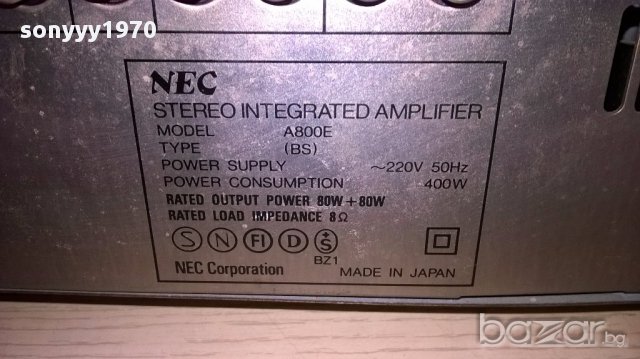 sonyyy1970
NEC
STEREO INTEGRATED AMPLIFIER
MODEL A800E
TYPE (BS)
POWER SUPPLY ~220V 50Hz
POWER CONSUMPTION 400W
RATED OUTPUT POWER 80W+80W
RATED LOAD IMPEDANCE 8Ω
S N FI D +S
BZ1
NEC Corporation MADE IN JAPAN
bazar.bg